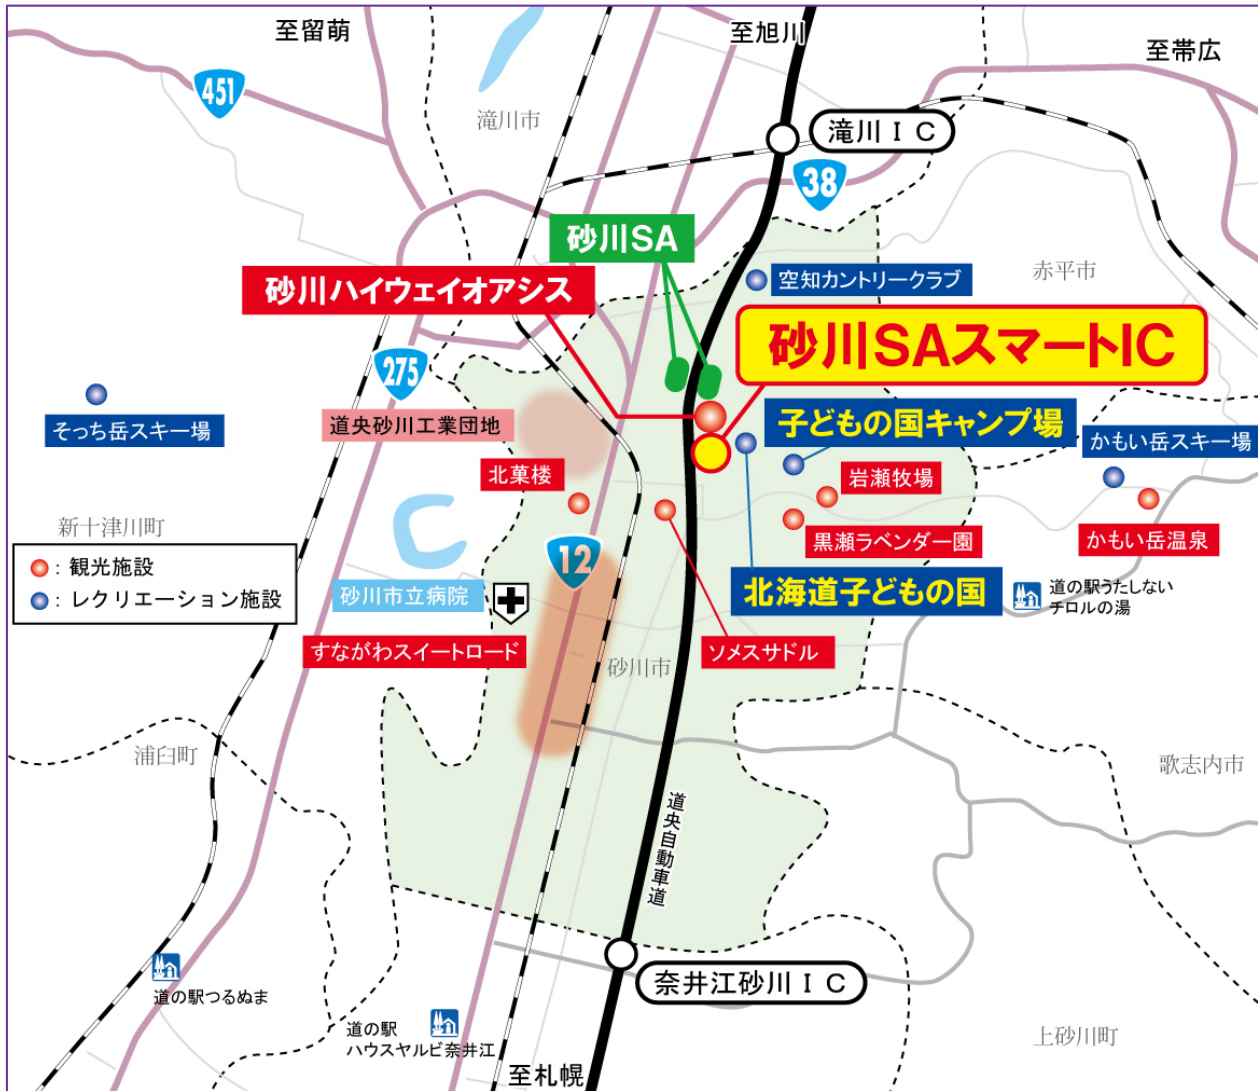 至留萌
至旭川
至帯広
451
滝川市
滝川IC
38
砂川SA
砂川ハイウェイオアシス
空知カントリークラブ
赤平市
砂川SAスマートIC
275
道央砂川工業団地
そっち岳スキー場
子どもの国キャンプ場
かもい岳スキー場
北菓楼
岩瀬牧場
新十津川町
黒瀬ラベンダー園
かもい岳温泉
：観光施設
：レクリエーション施設
12
砂川市立病院
北海道子どもの国
道の駅うたしない
チロルの湯
すながわスイートロード
砂川市
ソメスサドル
浦臼町
歌志内市
道央自動車道
奈井江砂川IC
道の駅つるぬま
道の駅
ハウスヤルビ奈井江
上砂川町
至札幌